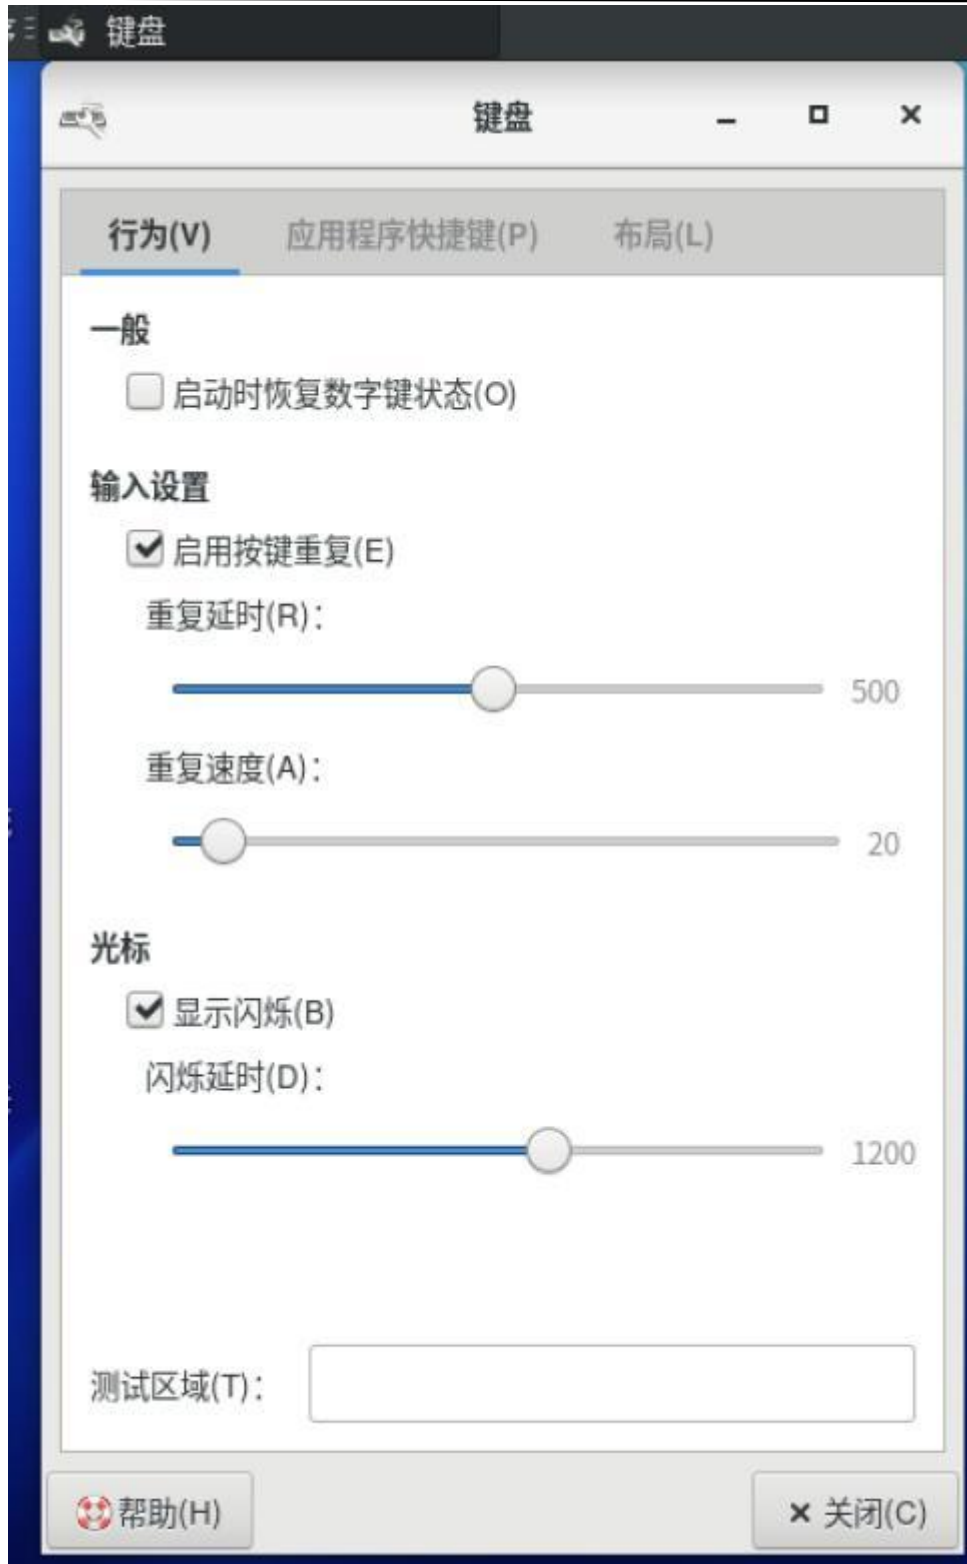 键盘
键盘
行为(V) 应用程序快捷键(P) 布局(L)
一般
启动时恢复数字键状态(O)
输入设置
启用按键重复(E)
重复延时(R)：
500
重复速度(A)：
20
光标
显示闪烁(B)
闪烁延时(D)：
1200
测试区域(T)：
帮助(H) 关闭(C)